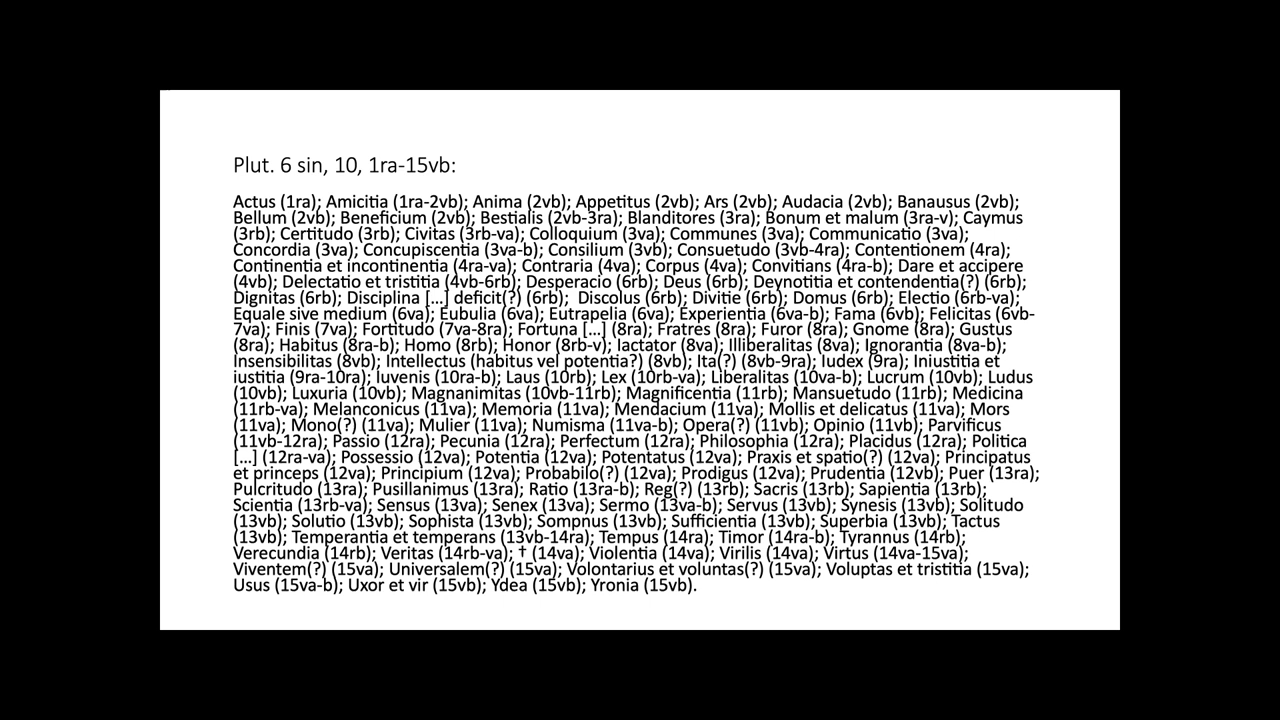 Plut. 6 sin, 10, 1ra-15vb:
Actus (1ra); Amicitia (1ra-2vb); Anima (2vb); Appetitus (2vb); Ars (2vb); Audacia (2vb); Banausus (2vb);
Bellum (2vb); Beneficium (2vb); Bestialis (2vb-3ra); Blanditores (3ra); Bonum et malum (3ra-v); Caymus
(3rb); Certitudo (3rb); Civitas (3rb-va); Colloquium (3va); Communes (3va); Communicatio (3va);
Concordia (3va); Concupiscentia (3va-b); Consilium (3vb); Consuetudo (3vb-4ra); Contentionem (4ra);
Continentia et incontinentia (4ra-va); Contraria (4va); Corpus (4va); Convitians (4ra-b); Dare et accipere
(4vb); Delectatio et tristitia (4vb-6rb); Desperacio (6rb); Deus (6rb); Deynotitia et contendentia(?) (6rb);
Dignitas (6rb); Disciplina [...] deficit(?) (6rb);  Discolus (6rb); Divitie (6rb); Domus (6rb); Electio (6rb-va);
Equale sive medium (6va); Eubulia (6va); Eutrapelia (6va); Experientia (6va-b); Fama (6vb); Felicitas (6vb-
7va); Finis (7va); Fortitudo (7va-8ra); Fortuna [...] (8ra); Fratres (8ra); Furor (8ra); Gnome (8ra); Gustus
(8ra); Habitus (8ra-b); Homo (8rb); Honor (8rb-v); Iactator (8va); Illiberalitas (8va); Ignorantia (8va-b);
Insensibilitas (8vb); Intellectus (habitus vel potentia?) (8vb); Ita(?) (8vb-9ra); Iudex (9ra); Iniustitia et
iustitia (9ra-10ra); Iuvenis (10ra-b); Laus (10rb); Lex (10rb-va); Liberalitas (10va-b); Lucrum (10vb); Ludus
(10vb); Luxuria (10vb); Magnanimitas (10vb-11rb); Magnificentia (11rb); Mansuetudo (11rb); Medicina
(11rb-va); Melanconicus (11va); Memoria (11va); Mendacium (11va); Mollis et delicatus (11va); Mors
(11va); Mono(?) (11va); Mulier (11va); Numisma (11va-b); Opera(?) (11vb); Opinio (11vb); Parvificus
(11vb-12ra); Passio (12ra); Pecunia (12ra); Perfectum (12ra); Philosophia (12ra); Placidus (12ra); Politica
[...] (12ra-va); Possessio (12va); Potentia (12va); Potentatus (12va); Praxis et spatio(?) (12va); Principatus
et princeps (12va); Principium (12va); Probabilo(?) (12va); Prodigus (12va); Prudentia (12vb); Puer (13ra);
Pulcritudo (13ra); Pusillanimus (13ra); Ratio (13ra-b); Reg(?) (13rb); Sacris (13rb); Sapientia (13rb);
Scientia (13rb-va); Sensus (13va); Senex (13va); Sermo (13va-b); Servus (13vb); Synesis (13vb); Solitudo
(13vb); Solutio (13vb); Sophista (13vb); Sompnus (13vb); Sufficientia (13vb); Superbia (13vb); Tactus
(13vb); Temperantia et temperans (13vb-14ra); Tempus (14ra); Timor (14ra-b); Tyrannus (14rb);
Verecundia (14rb); Veritas (14rb-va); † (14va); Violentia (14va); Virilis (14va); Virtus (14va-15va);
Viventem(?) (15va); Universalem(?) (15va); Volontarius et voluntas(?) (15va); Voluptas et tristitia (15va);
Usus (15va-b); Uxor et vir (15vb); Ydea (15vb); Yronia (15vb).